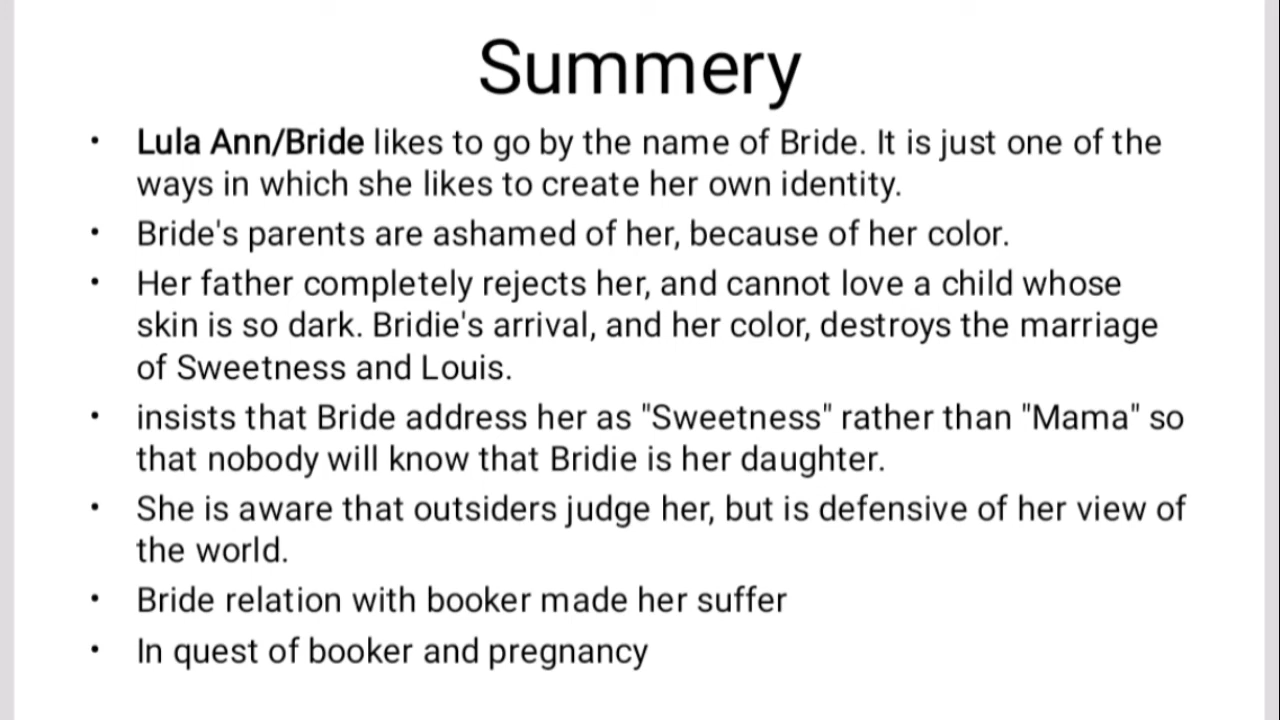 Summery
• Lula Ann/Bride likes to go by the name of Bride. It is just one of the
ways in which she likes to create her own identity.
• Bride's parents are ashamed of her, because of her color.
• Her father completely rejects her, and cannot love a child whose
skin is so dark. Bridie's arrival, and her color, destroys the marriage
of Sweetness and Louis.
• insists that Bride address her as "Sweetness" rather than "Mama" so
that nobody will know that Bridie is her daughter.
• She is aware that outsiders judge her, but is defensive of her view of
the world.
• Bride relation with booker made her suffer
• In quest of booker and pregnancy